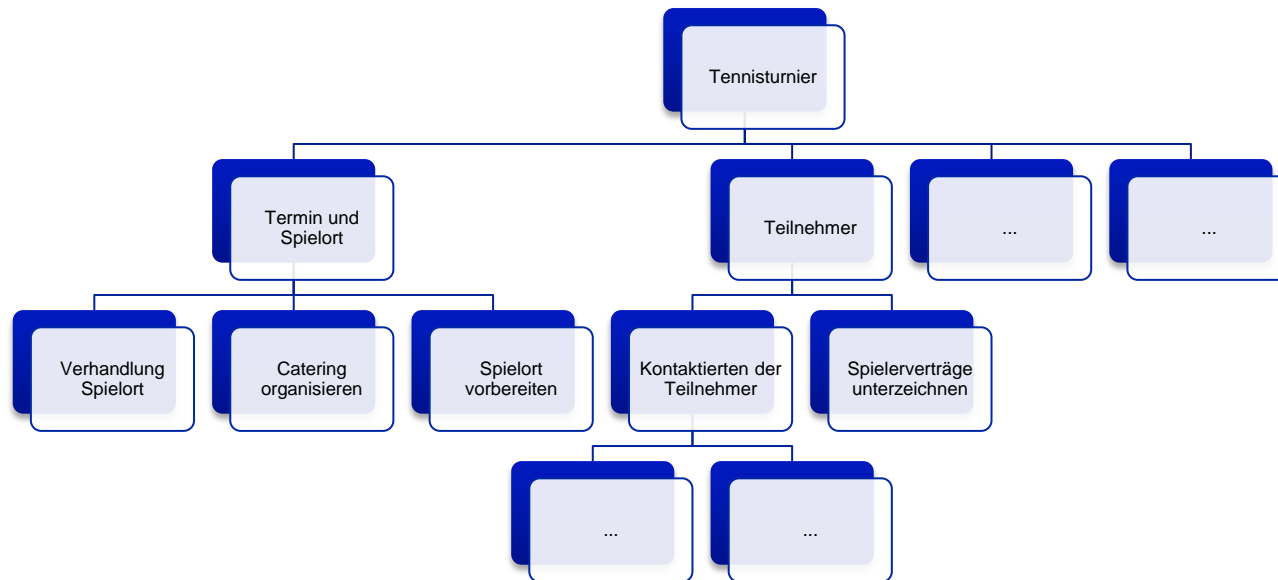 Tennisturnier
Termin und
Spielort
Teilnehmer
...
...
Verhandlung
Spielort
Catering
organisieren
Spielort
vorbereiten
Kontaktierten der
Teilnehmer
Spielerverträge
unterzeichnen
...
...